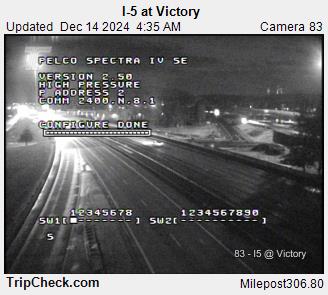 I-5 at Victory
Updated Dec 14 2024 4:35 AM Camera 83
PELCO SPECTRA IV SE
VERSION 2.50
HIGH PRESSURE
P ADDRESS 2
COMM 2400.N.8.1
CONFIGURE DONE
12345678 1234567890
SW1[■-------] SW2[----------]
S
83 - I5 @ Victory
TripCheck.com Milepost306.80